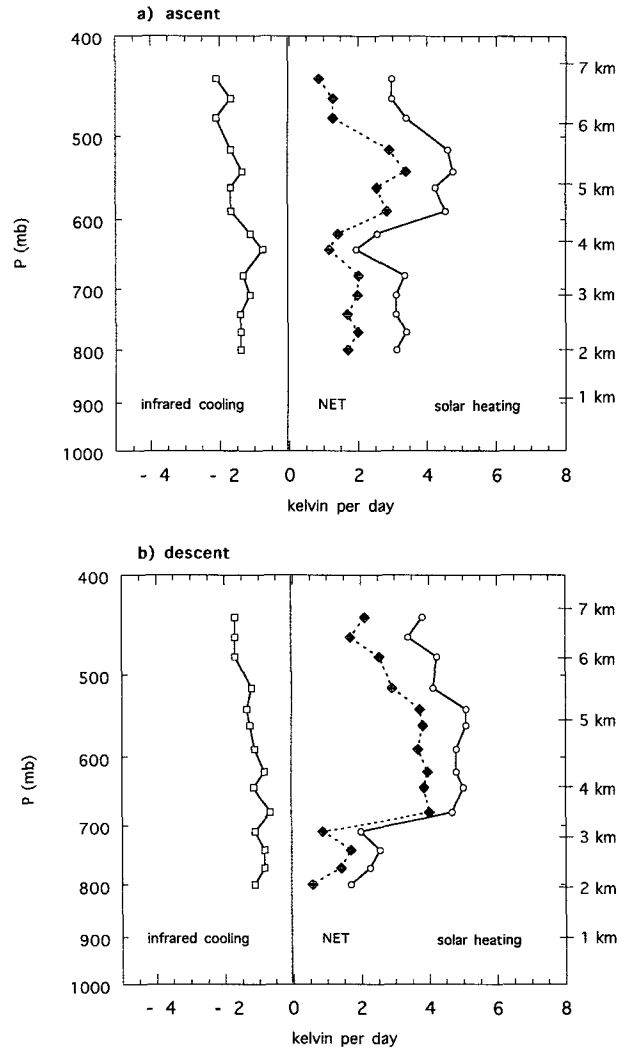 a) ascent
400
500
600
700
800
900
1000
P (mb)
7 km
6 km
5 km
4 km
3 km
2 km
1 km
infrared cooling NET solar heating
- 4 - 2 0 2 4 6 8
kelvin per day
b) descent
400
500
600
700
800
900
1000
P (mb)
7 km
6 km
5 km
4 km
3 km
2 km
1 km
infrared cooling NET solar heating
- 4 - 2 0 2 4 6 8
kelvin per day